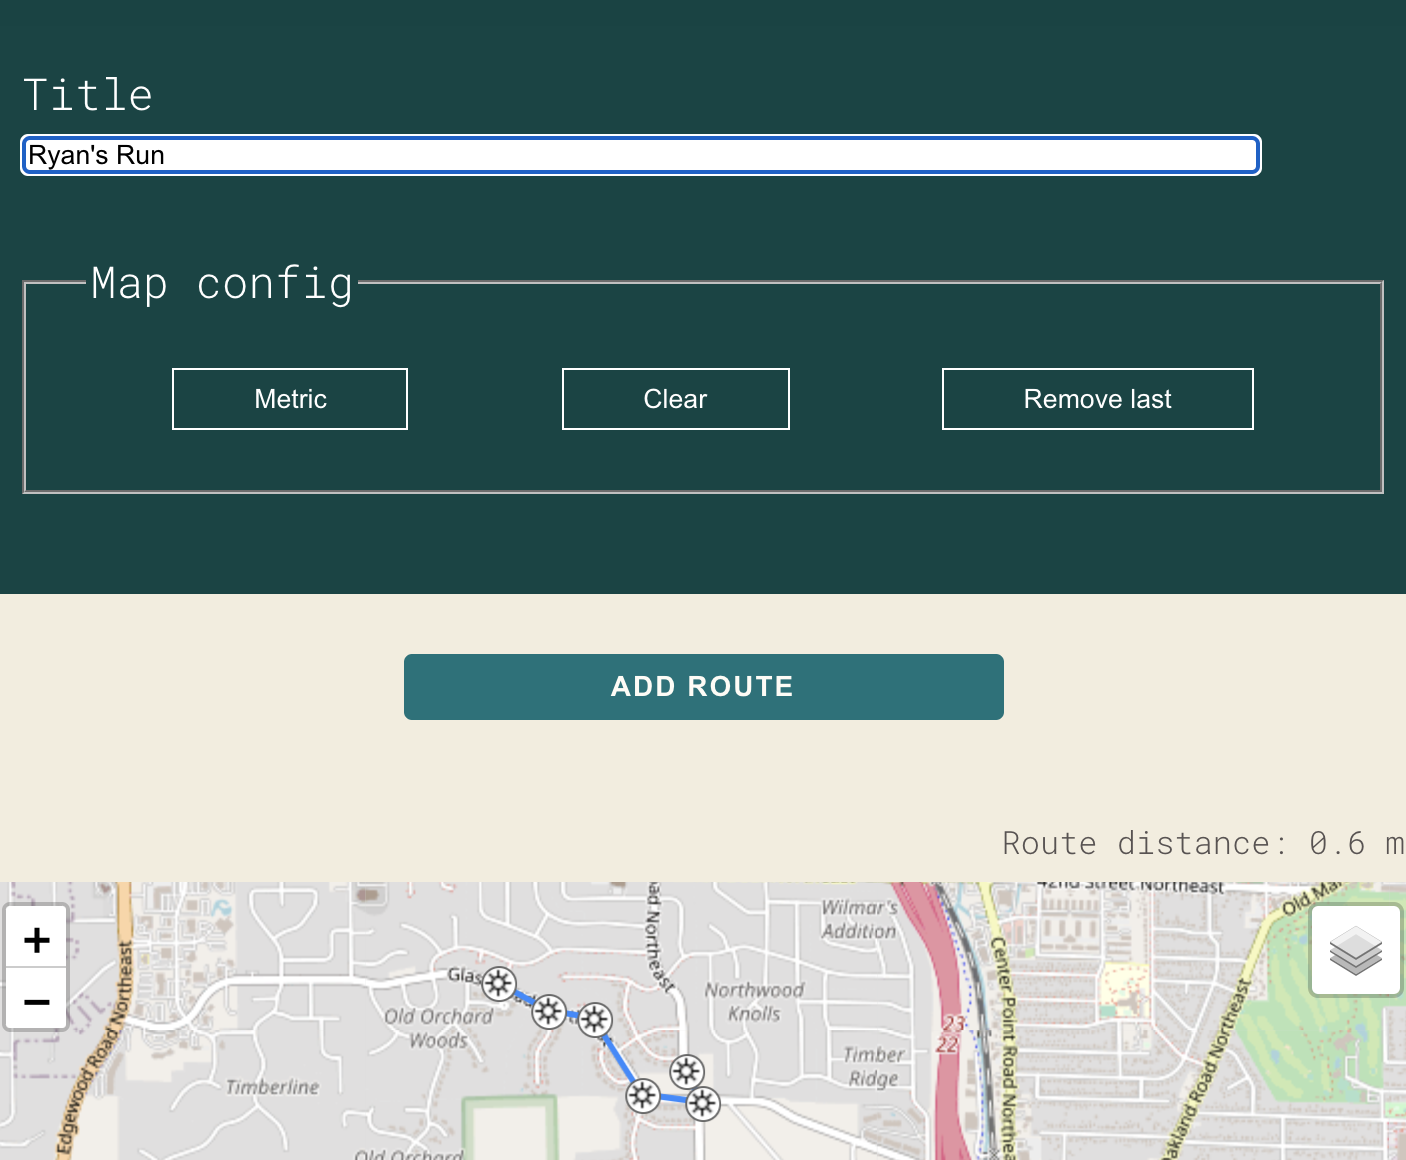 Title
Ryan's Run
Map config
Metric
Clear
Remove last
ADD ROUTE
Route distance: 0.6 m
42nd Street Northeast
Old
+
−
Wilmar's
Addition
Edgewood Road Northeast
ad Northeast
Center Point Road Northea
Oakland Road Northeast
Northwood
Knolls
Old Orchard
Woods
23
22
Timber
Ridge
Timberline
Old Orchard